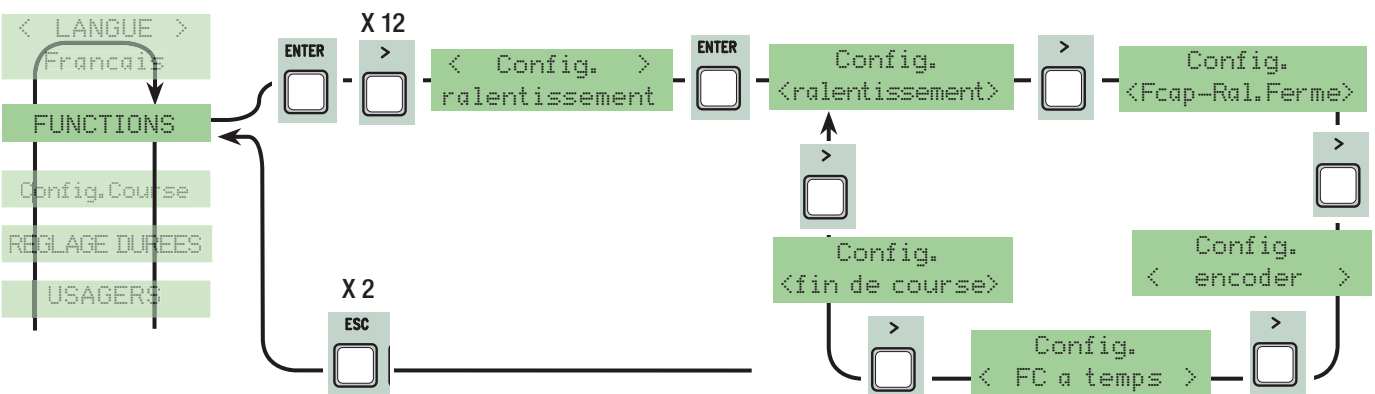 < LANGUE >
Francais
FUNCTIONS
Config.Course
REGLAGE DUREES
USAGERS
ENTER
X 12
>
< Config. >
ralentissement
ENTER
Config.
<ralentissement>
>
Config.
<Fcap-Ral.Ferme>
>
Config.
< encoder >
>
Config.
< FC a temps >
>
Config.
<fin de course>
>
X 2
ESC